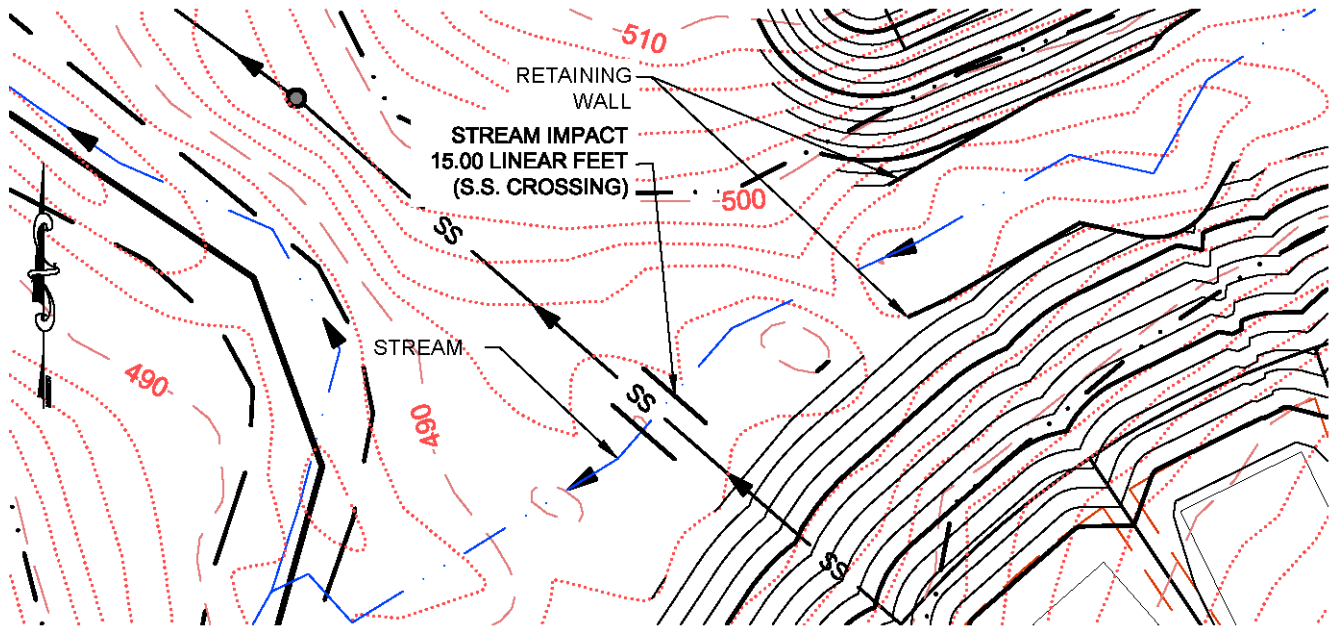 510
RETAINING
WALL
STREAM IMPACT
15.00 LINEAR FEET
(S.S. CROSSING)
500
SS
STREAM
490
490
SS
SS